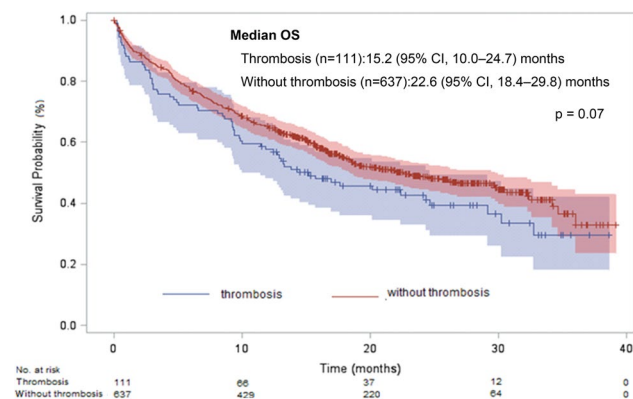 Median OS
Thrombosis (n=111):15.2 (95% CI, 10.0–24.7) months
Without thrombosis (n=637):22.6 (95% CI, 18.4–29.8) months
p = 0.07
Survival Probability (%)
1.0
0.8
0.6
0.4
0.2
0.0
thrombosis
without thrombosis
0 10 20 30 40
Time (months)
No. at risk
Thrombosis 111 66 37 12 0
Without thrombosis 637 429 220 64 0